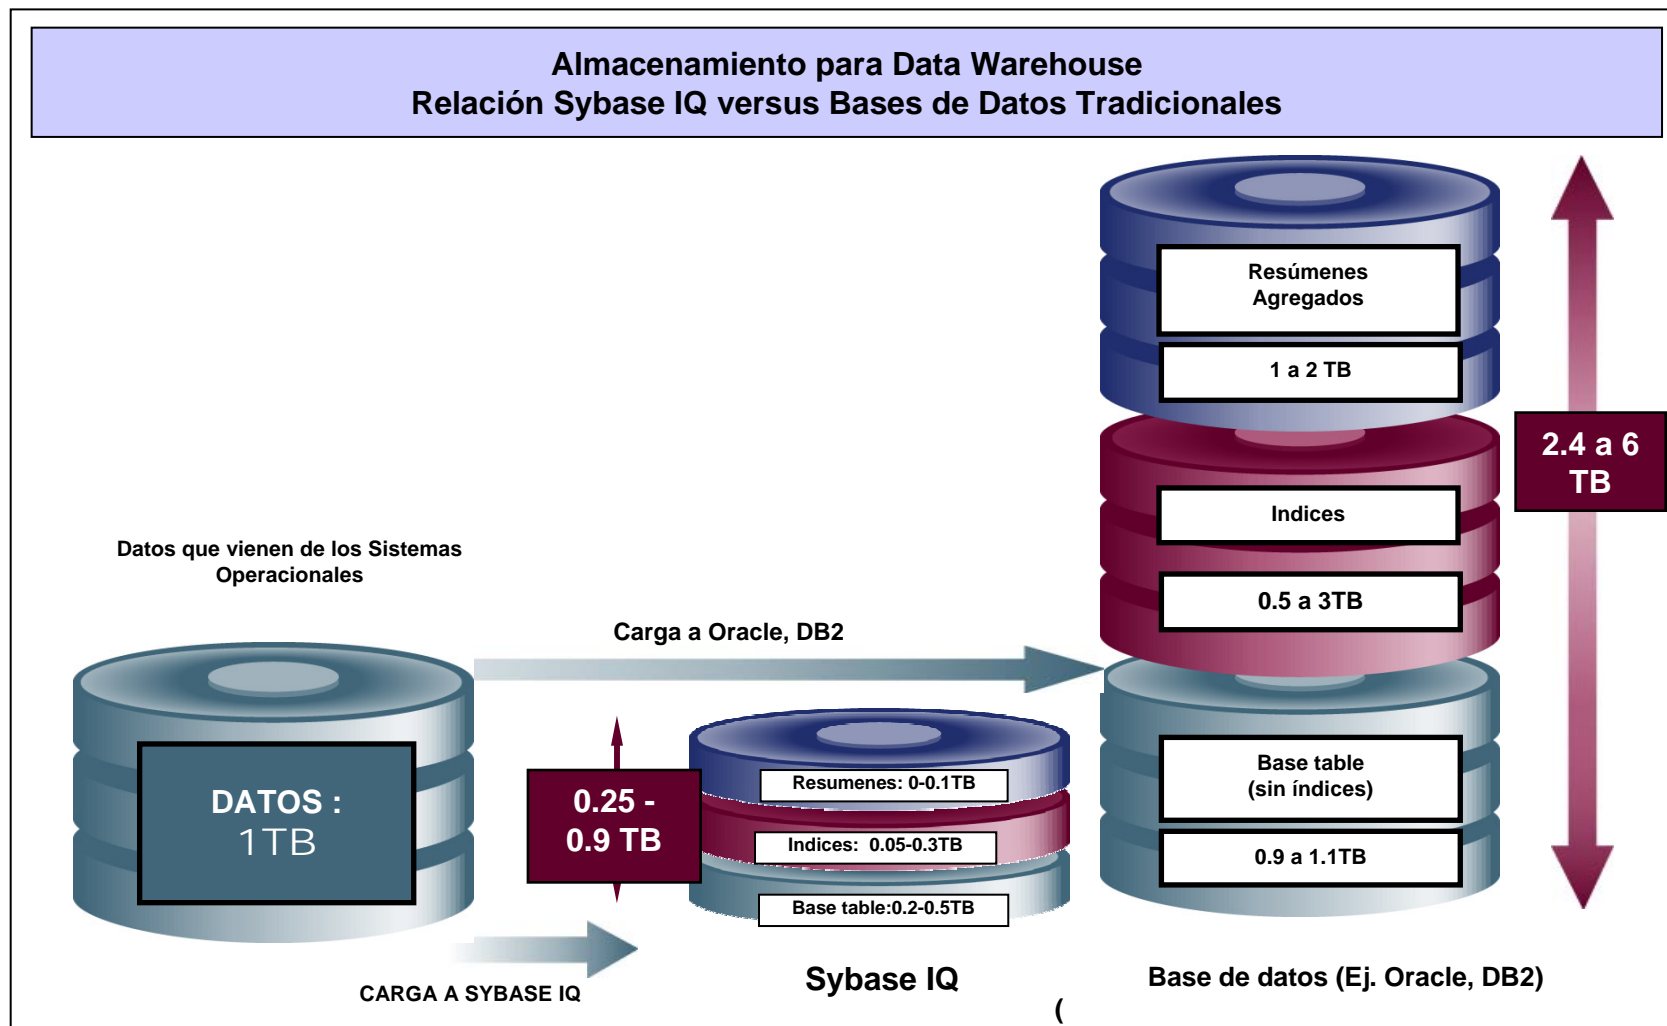 Almacenamiento para Data Warehouse
Relación Sybase IQ versus Bases de Datos Tradicionales
Resúmenes
Agregados
1 a 2 TB
2.4 a 6
TB
Indices
0.5 a 3TB
Datos que vienen de los Sistemas
Operacionales
Carga a Oracle, DB2
DATOS :
1TB
0.25 -
0.9 TB
Resumenes: 0-0.1TB
Indices:  0.05-0.3TB
Base table:0.2-0.5TB
Base table
(sin índices)
0.9 a 1.1TB
CARGA A SYBASE IQ
Sybase IQ
Base de datos (Ej. Oracle, DB2)
(